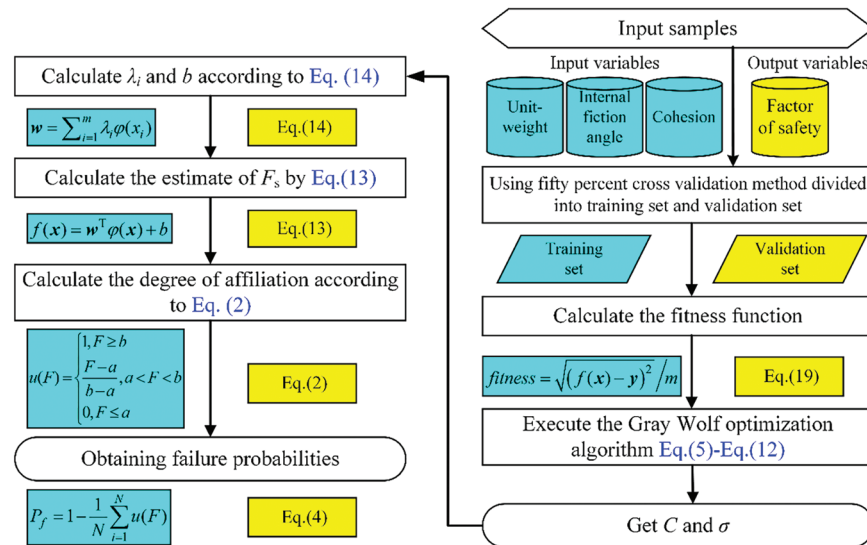 Input samples
Input variables
Output variables
Unit-
weight
Internal
fiction
angle
Cohesion
Factor
of safety
Using fifty percent cross validation method divided
into training set and validation set
Training
set
Validation
set
Calculate the fitness function
fitness = √(f(x) − y)² / m
Eq.(19)
Execute the Gray Wolf optimization
algorithm Eq.(5)-Eq.(12)
Get C and σ
Calculate λᵢ and b according to Eq. (14)
w = ∑ᵢ₌₁ᵐ λᵢφ(xᵢ)
Eq.(14)
Calculate the estimate of Fₛ by Eq.(13)
f(x) = wᵀφ(x) + b
Eq.(13)
Calculate the degree of affiliation according
to Eq. (2)
u(F) = { 1, F ≥ b
(F − a)/(b − a), a < F < b
0, F ≤ a
Eq.(2)
Obtaining failure probabilities
P_f = 1 − 1/N ∑ᵢ₋₁ᴺ u(F)
Eq.(4)